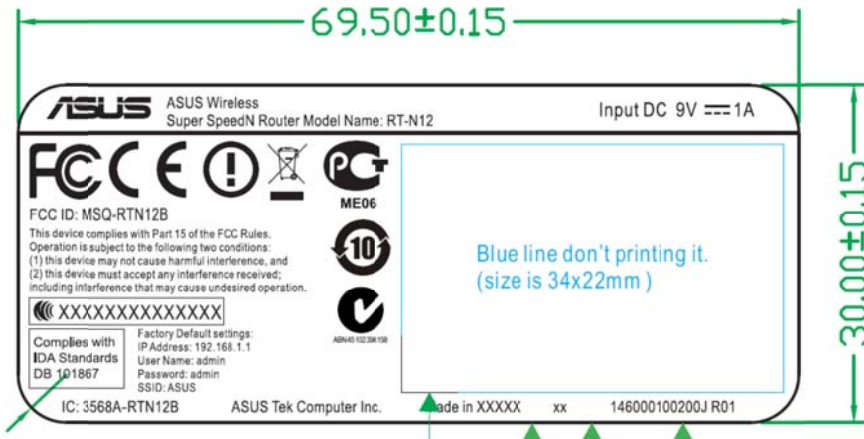 69.50±0.15
ASUS
ASUS Wireless
Super SpeedN Router Model Name: RT-N12
Input DC 9V 1A
30.00±0.15
FCC ID: MSQ-RTN12B
This device complies with Part 15 of the FCC Rules.
Operation is subject to the following two conditions:
(1) this device may not cause harmful interference, and
(2) this device must accept any interference received;
including interference that may cause undesired operation.
XXXXXXXXXXXXXX
Complies with
IDA Standards
DB 101867
Factory Default settings:
IP Address: 192.168.1.1
User Name: admin
Password: admin
SSID: ASUS
ME06
10
ABN45 102 398 158
Blue line don't printing it.
(size is 34x22mm )
IC: 3568A-RTN12B
ASUS Tek Computer Inc.
Made in XXXXX
xx
146000100200J R01